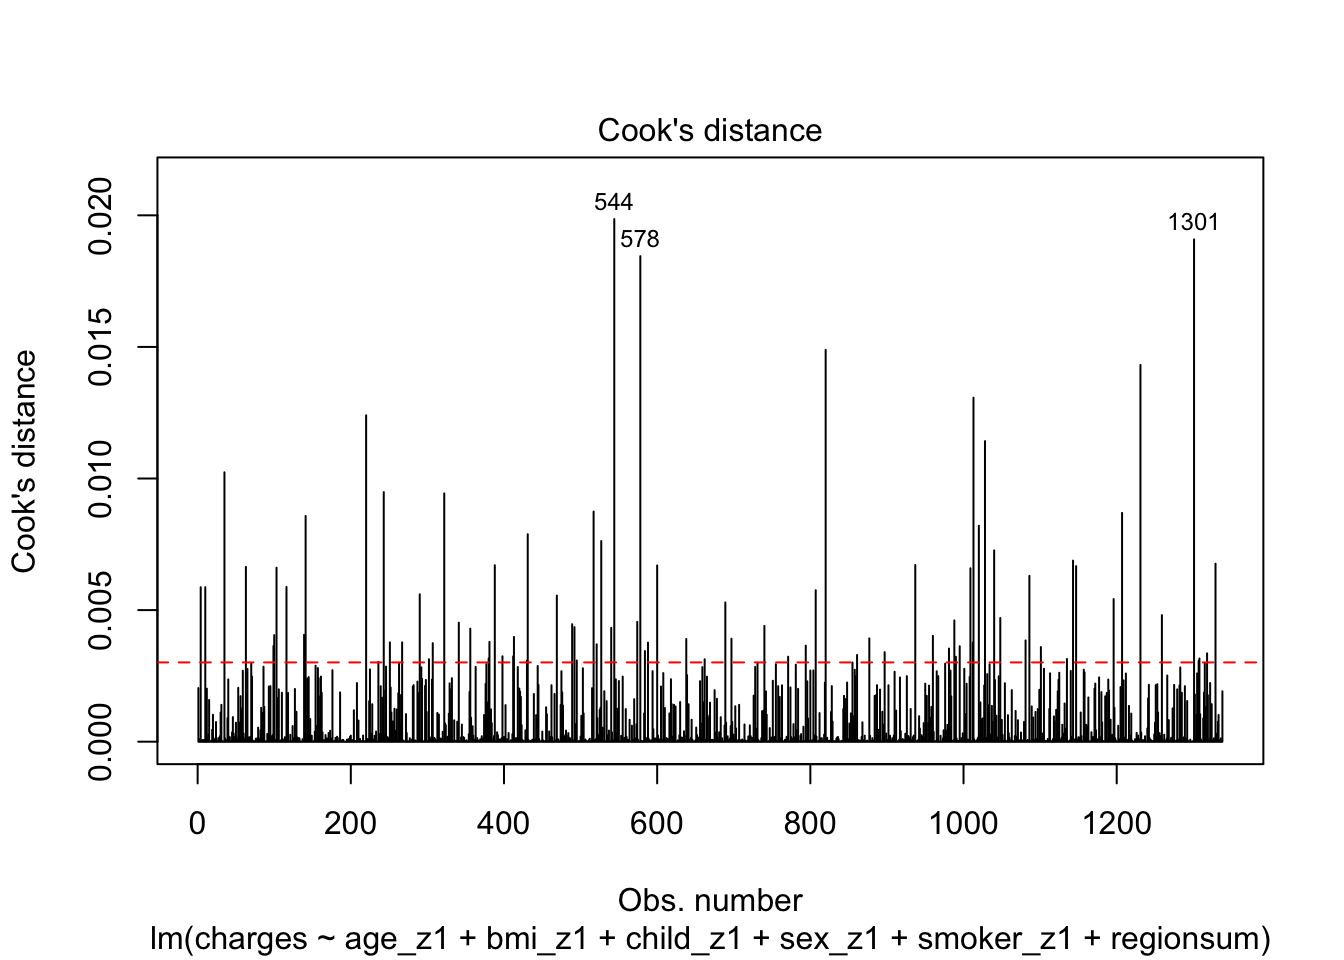 Cook's distance
Cook's distance
0.020
0.015
0.010
0.005
0.000
544
578
1301
0 200 400 600 800 1000 1200
Obs. number
lm(charges ~ age_z1 + bmi_z1 + child_z1 + sex_z1 + smoker_z1 + regionsum)